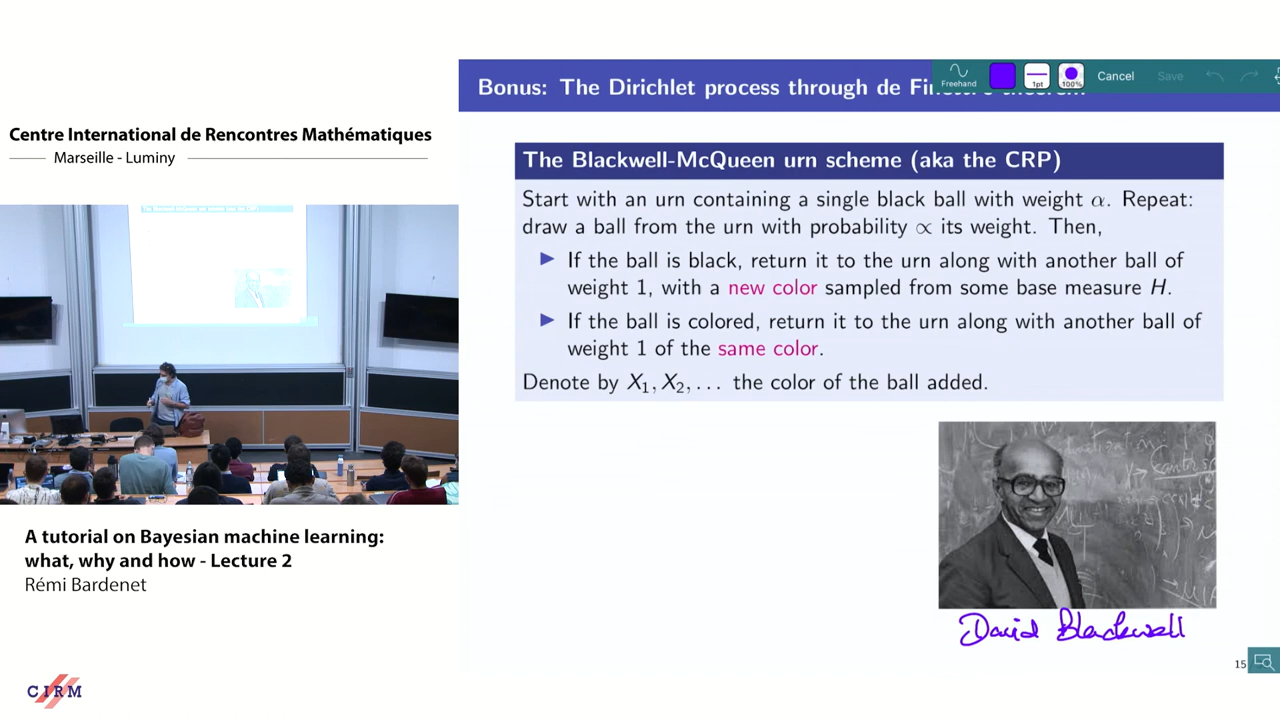 Centre International de Rencontres Mathématiques
Marseille - Luminy
A tutorial on Bayesian machine learning:
what, why and how - Lecture 2
Rémi Bardenet
CIRM
Bonus: The Dirichlet process through de
Freehand
1pt
100%
Cancel
Save
The Blackwell-McQueen urn scheme (aka the CRP)
Start with an urn containing a single black ball with weight α. Repeat:
draw a ball from the urn with probability ∝ its weight. Then,
▶ If the ball is black, return it to the urn along with another ball of
weight 1, with a new color sampled from some base measure H.
▶ If the ball is colored, return it to the urn along with another ball of
weight 1 of the same color.
Denote by X₁, X₂, . . . the color of the ball added.
David Blackwell
15